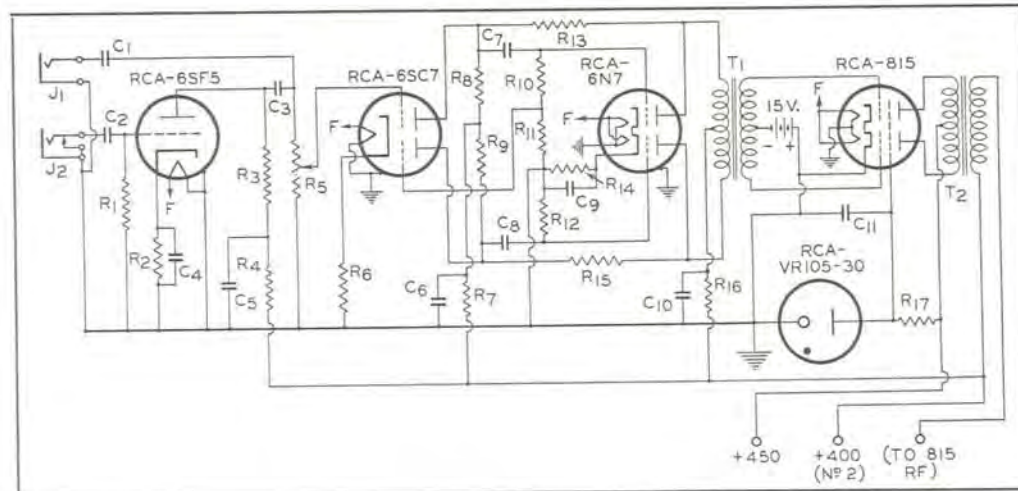 C1
J1
J2
C2
RCA-6SF5
F
R1
R2
C4
C3
R3
R5
R4
C5
RCA-6SC7
F
R6
C6
R7
R8
R9
C7
C8
R10
R11
R12
R13
RCA-
6N7
F
R14
C9
R15
C10
R16
T1
15 V.
- +
RCA-815
F
T2
C11
RCA-
VR105-30
R17
+450
+400
(Nº 2)
(TO 815
RF)